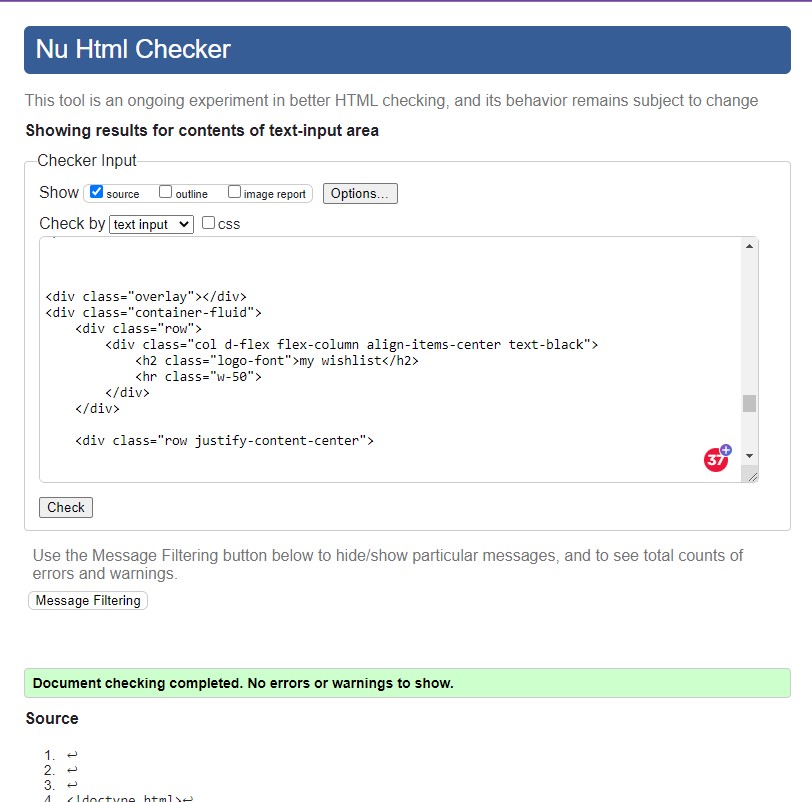 Nu Html Checker
This tool is an ongoing experiment in better HTML checking, and its behavior remains subject to change
Showing results for contents of text-input area
Checker Input
Show source outline image report Options...
Check by text input css
<div class="overlay"></div>
<div class="container-fluid">
<div class="row">
<div class="col d-flex flex-column align-items-center text-black">
<h2 class="logo-font">my wishlist</h2>
<hr class="w-50">
</div>
</div>
<div class="row justify-content-center">
37
Check
Use the Message Filtering button below to hide/show particular messages, and to see total counts of
errors and warnings.
Message Filtering
Document checking completed. No errors or warnings to show.
Source
1. ↩
2. ↩
3. ↩
4. <!doctype html>↩